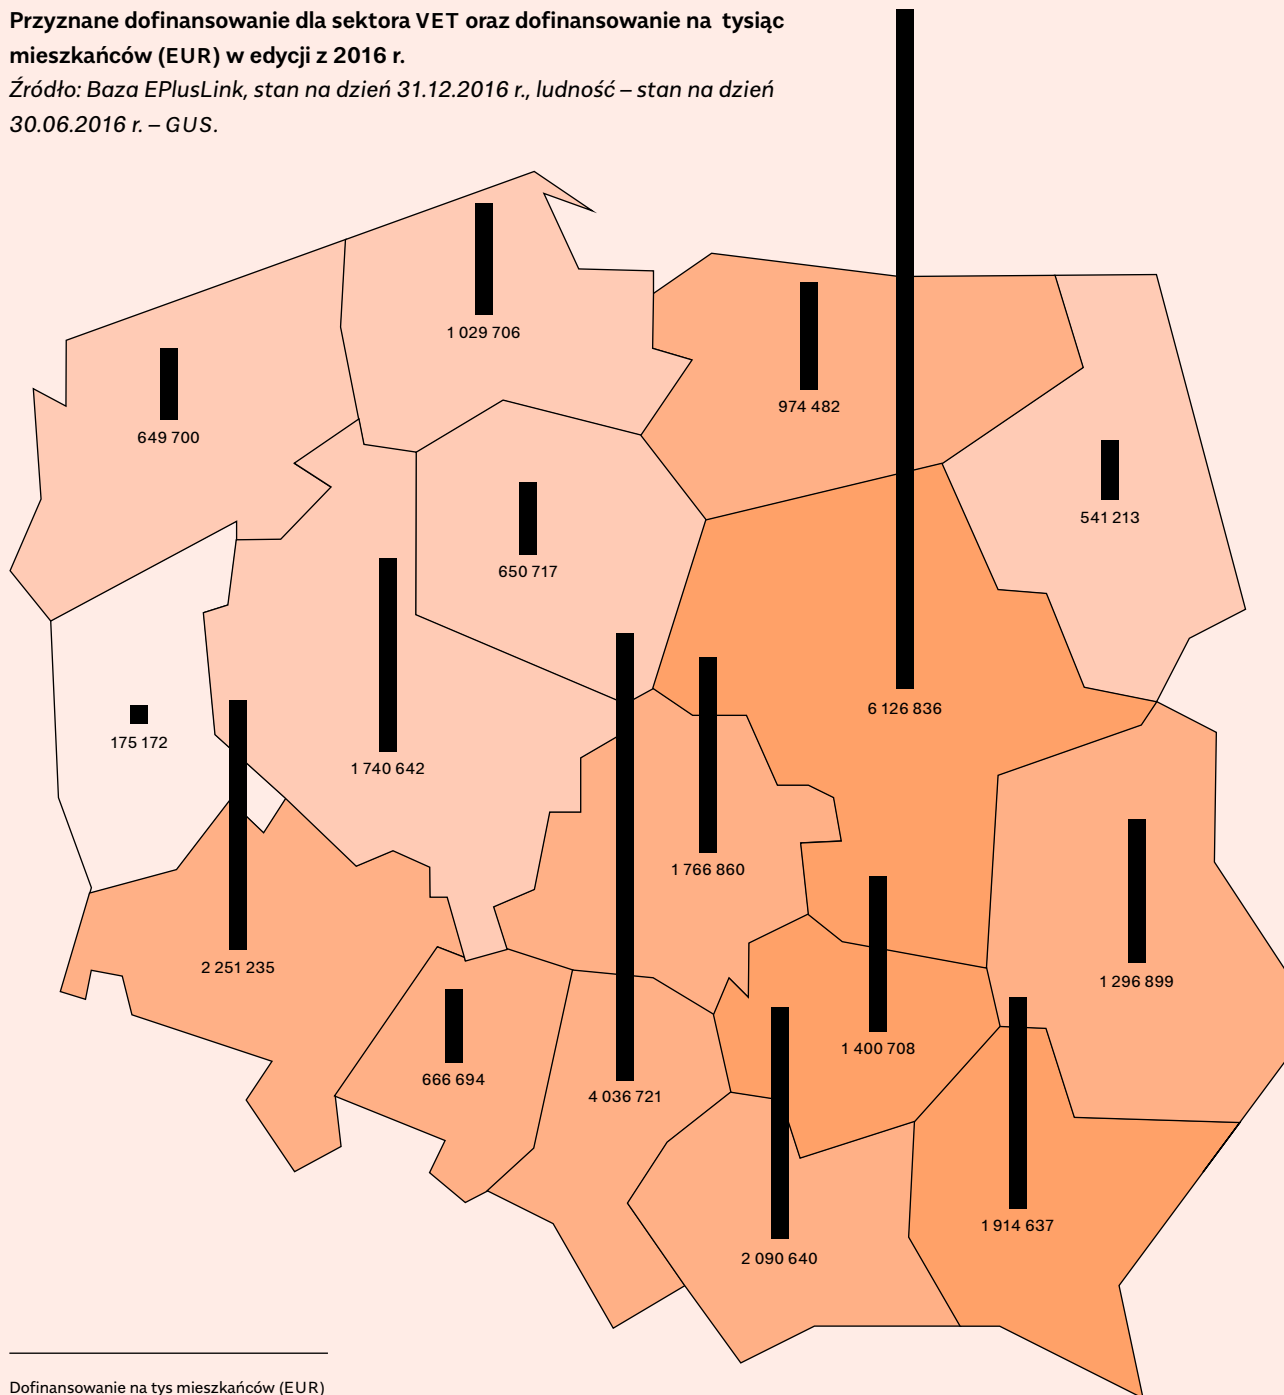 Przyznane dofinansowanie dla sektora VET oraz dofinansowanie na tysiąc
mieszkańców (EUR) w edycji z 2016 r.
Źródło: Baza EPlusLink, stan na dzień 31.12.2016 r., ludność – stan na dzień
30.06.2016 r. – GUS.
1 029 706
974 482
649 700
541 213
650 717
6 126 836
175 172
1 740 642
1 766 860
2 251 235
1 296 899
1 400 708
666 694
4 036 721
1 914 637
2 090 640
Dofinansowanie na tys mieszkańców (EUR)